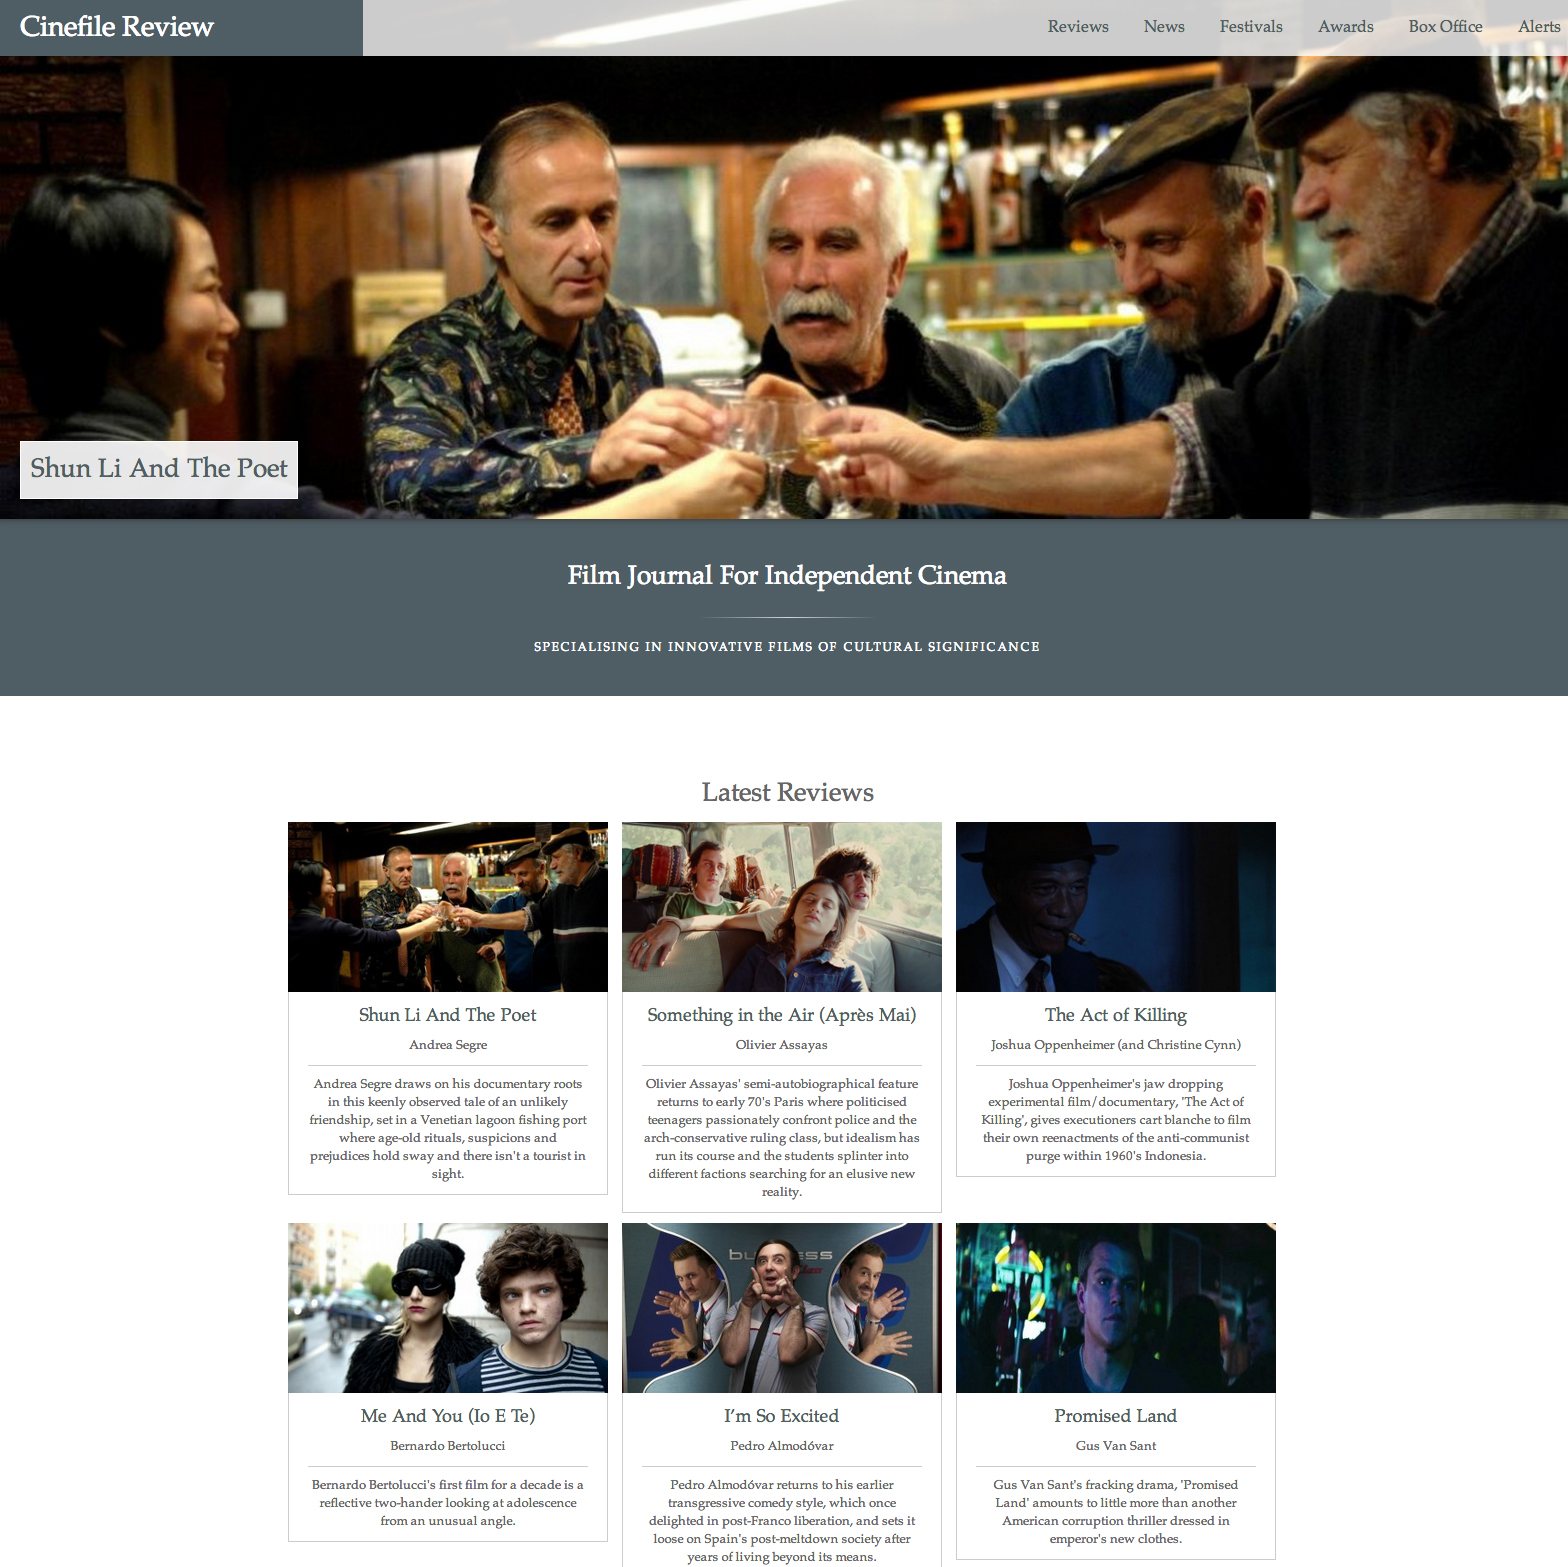 Cinefile Review
Reviews News Festivals Awards Box Office Alerts
Shun Li And The Poet
Film Journal For Independent Cinema
SPECIALISING IN INNOVATIVE FILMS OF CULTURAL SIGNIFICANCE
Latest Reviews
Shun Li And The Poet
Andrea Segre
Andrea Segre draws on his documentary roots
in this keenly observed tale of an unlikely
friendship, set in a Venetian lagoon fishing port
where age-old rituals, suspicions and
prejudices hold sway and there isn't a tourist in
sight.
Something in the Air (Après Mai)
Olivier Assayas
Olivier Assayas' semi-autobiographical feature
returns to early 70's Paris where politicised
teenagers passionately confront police and the
arch-conservative ruling class, but idealism has
run its course and the students splinter into
different factions searching for an elusive new
reality.
The Act of Killing
Joshua Oppenheimer (and Christine Cynn)
Joshua Oppenheimer's jaw dropping
experimental film/documentary, 'The Act of
Killing', gives executioners cart blanche to film
their own reenactments of the anti-communist
purge within 1960's Indonesia.
Me And You (Io E Te)
Bernardo Bertolucci
Bernardo Bertolucci's first film for a decade is a
reflective two-hander looking at adolescence
from an unusual angle.
I’m So Excited
Pedro Almodóvar
Pedro Almodóvar returns to his earlier
transgressive comedy style, which once
delighted in post-Franco liberation, and sets it
loose on Spain's post-meltdown society after
years of living beyond its means.
Promised Land
Gus Van Sant
Gus Van Sant's fracking drama, 'Promised
Land' amounts to little more than another
American corruption thriller dressed in
emperor's new clothes.